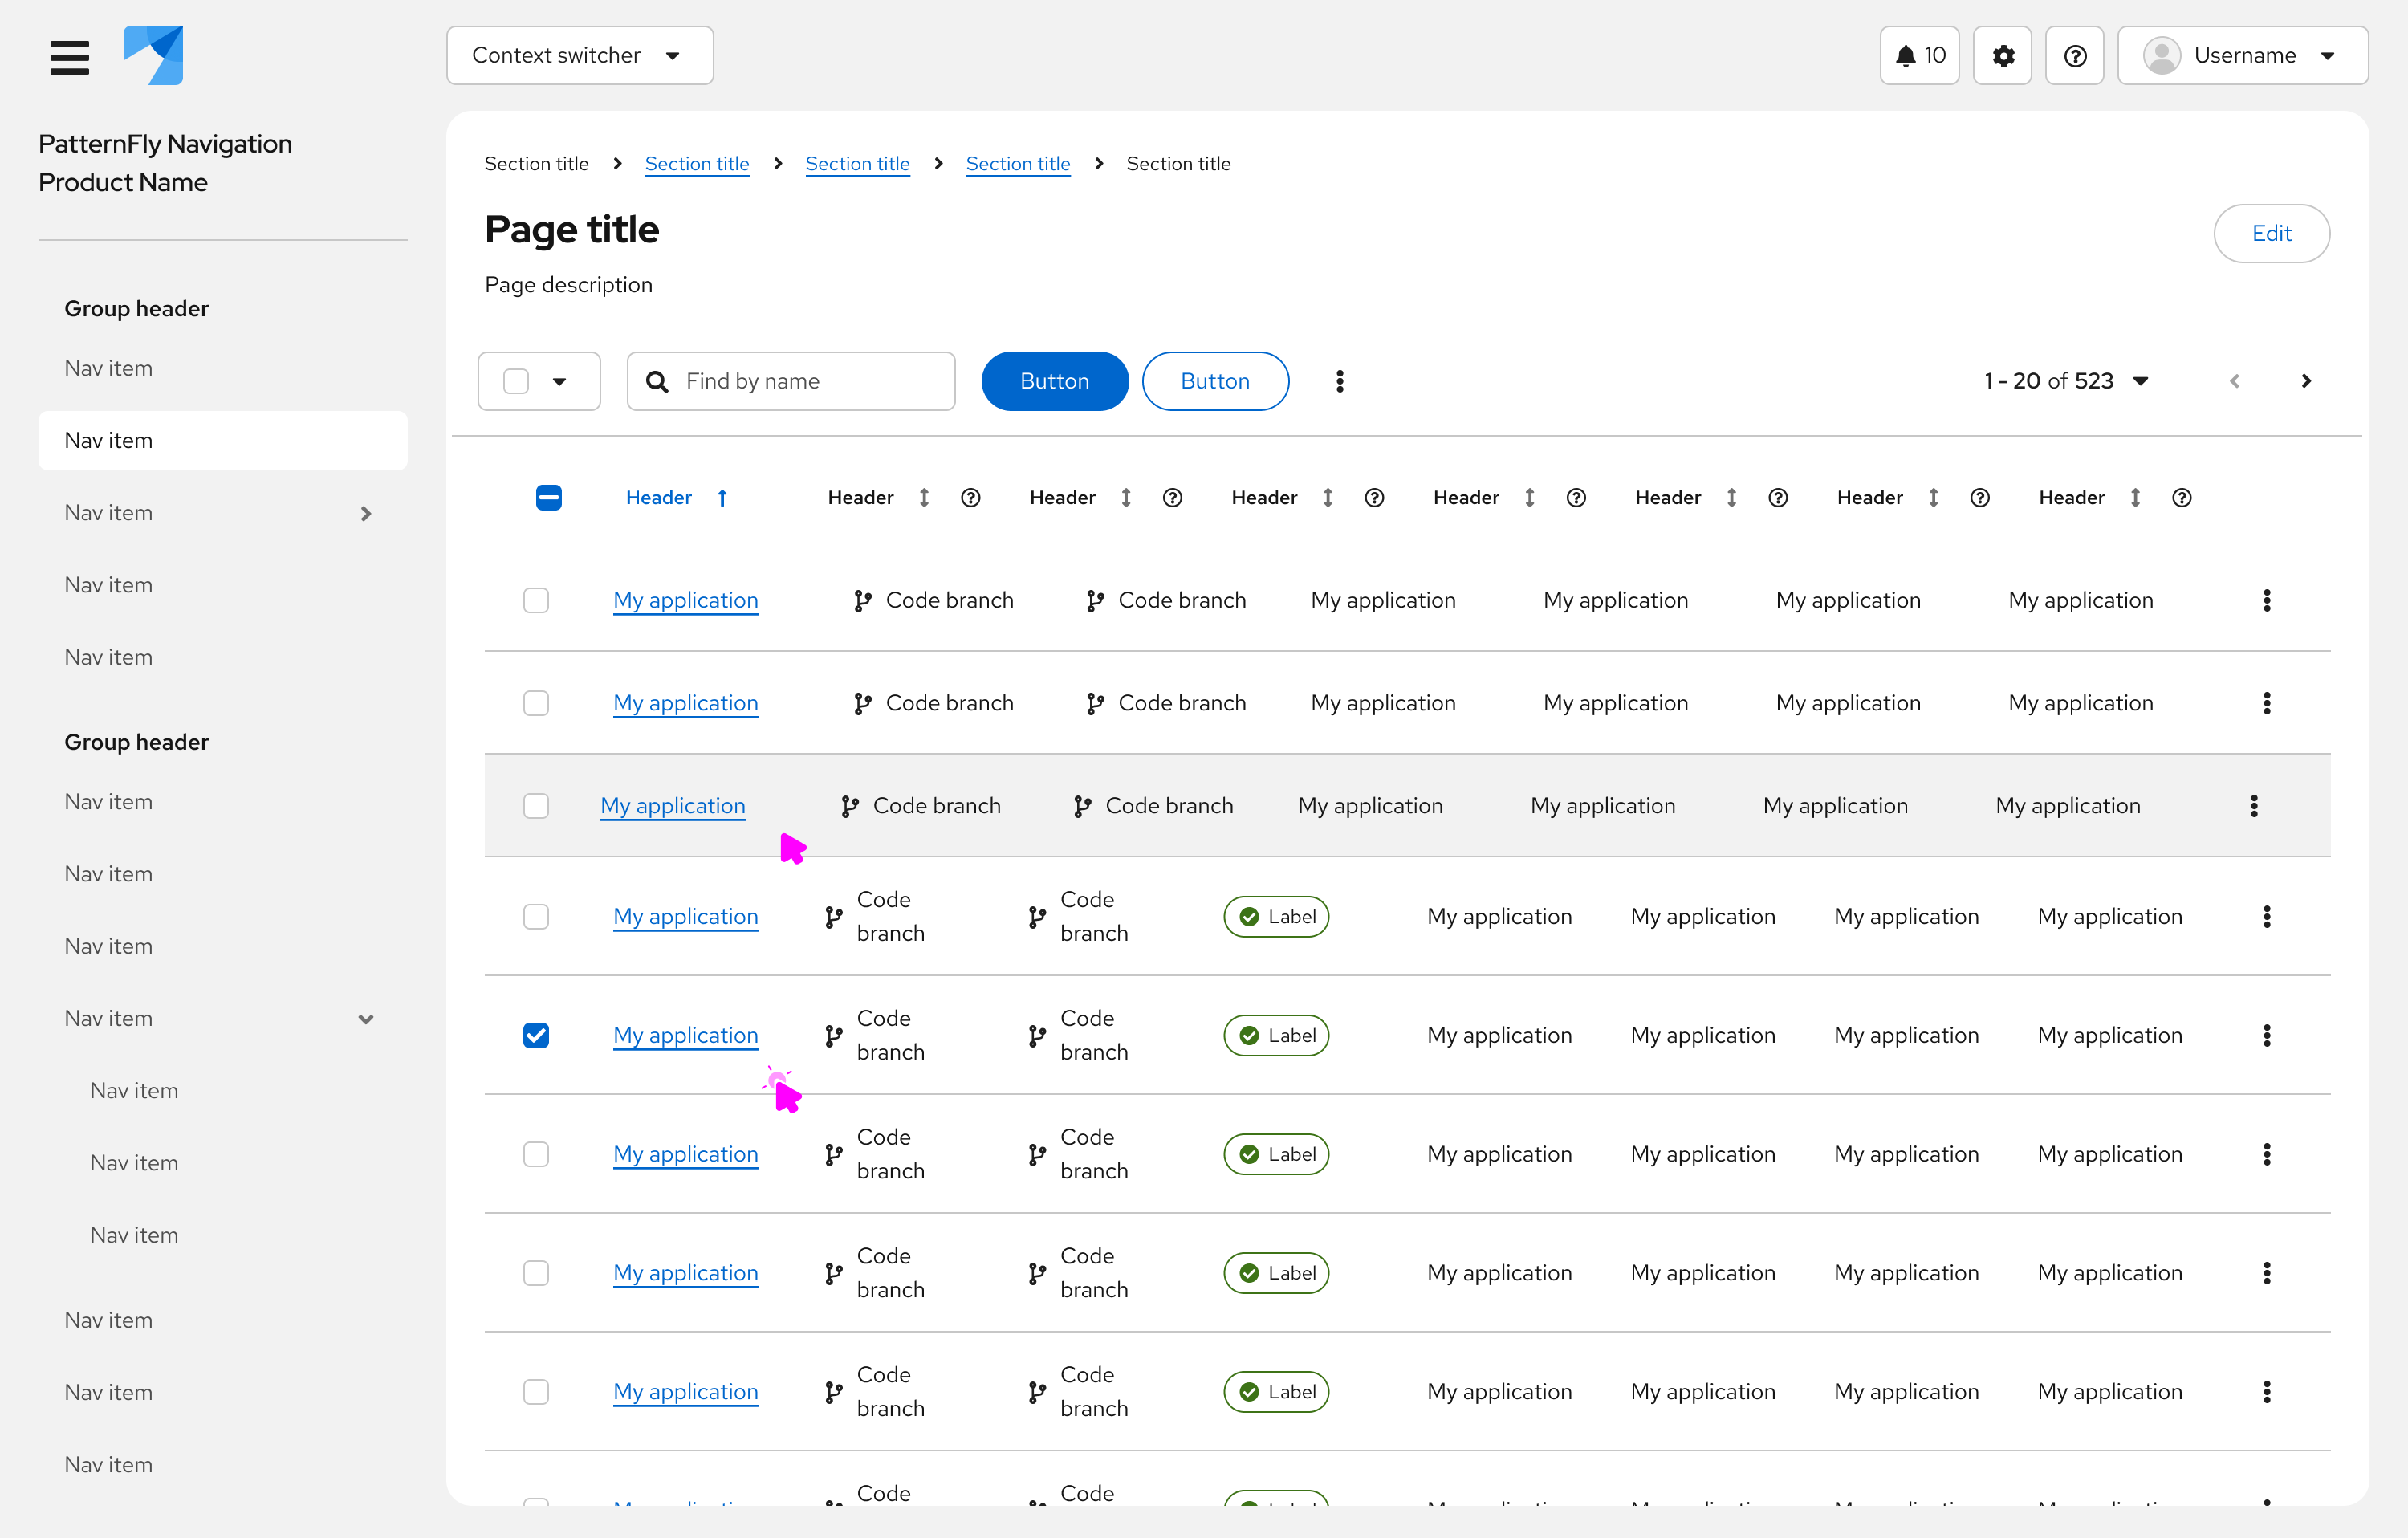 Context switcher
10
Username
PatternFly Navigation
Product Name
Group header
Nav item
Nav item
Nav item
Nav item
Nav item
Group header
Nav item
Nav item
Nav item
Nav item
Nav item
Nav item
Nav item
Nav item
Nav item
Nav item
Section title Section title Section title Section title Section title
Page title
Edit
Page description
Find by name Button Button 1 - 20 of 523
Header Header Header Header Header Header Header Header
My application Code branch Code branch My application My application My application My application
My application Code branch Code branch My application My application My application My application
My application Code branch Code branch My application My application My application My application
My application Code branch Code branch Label My application My application My application My application
My application Code branch Code branch Label My application My application My application My application
My application Code branch Code branch Label My application My application My application My application
My application Code branch Code branch Label My application My application My application My application
My application Code branch Code branch Label My application My application My application My application
Code Code